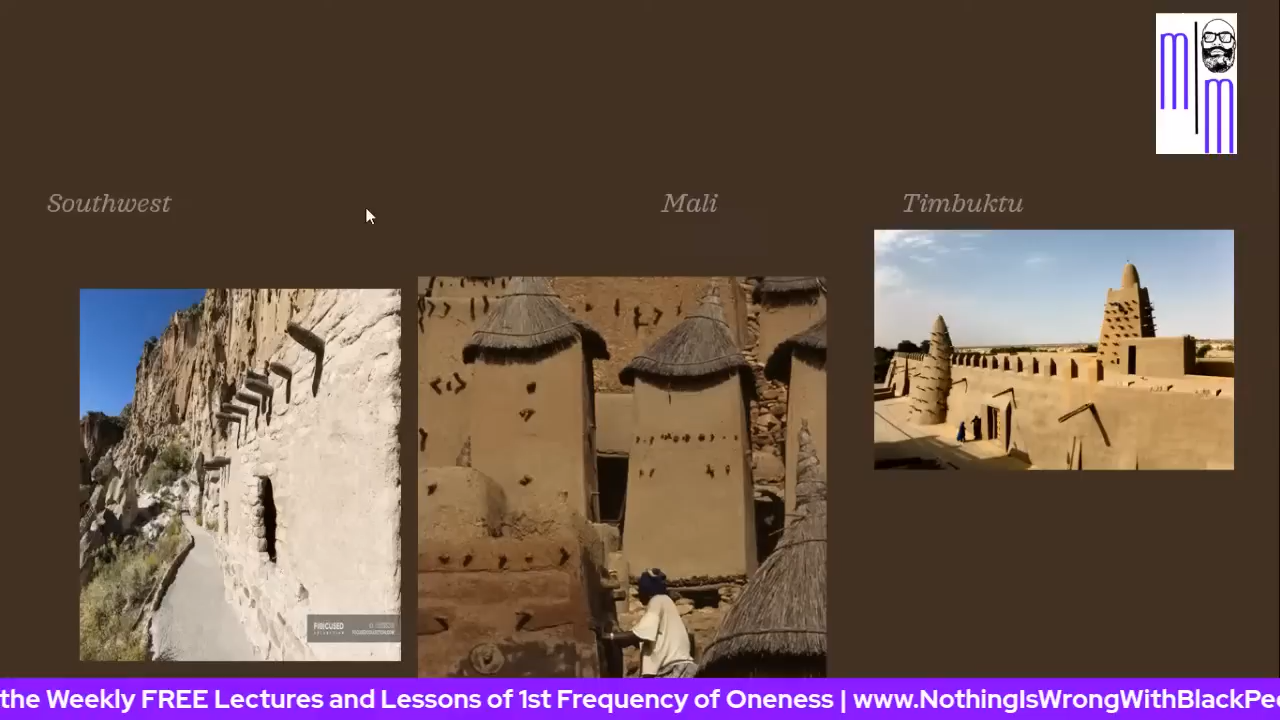 m
m
Southwest
Mali
Timbuktu
the Weekly FREE Lectures and Lessons of 1st Frequency of Oneness | www.NothingIsWrongWithBlackPe